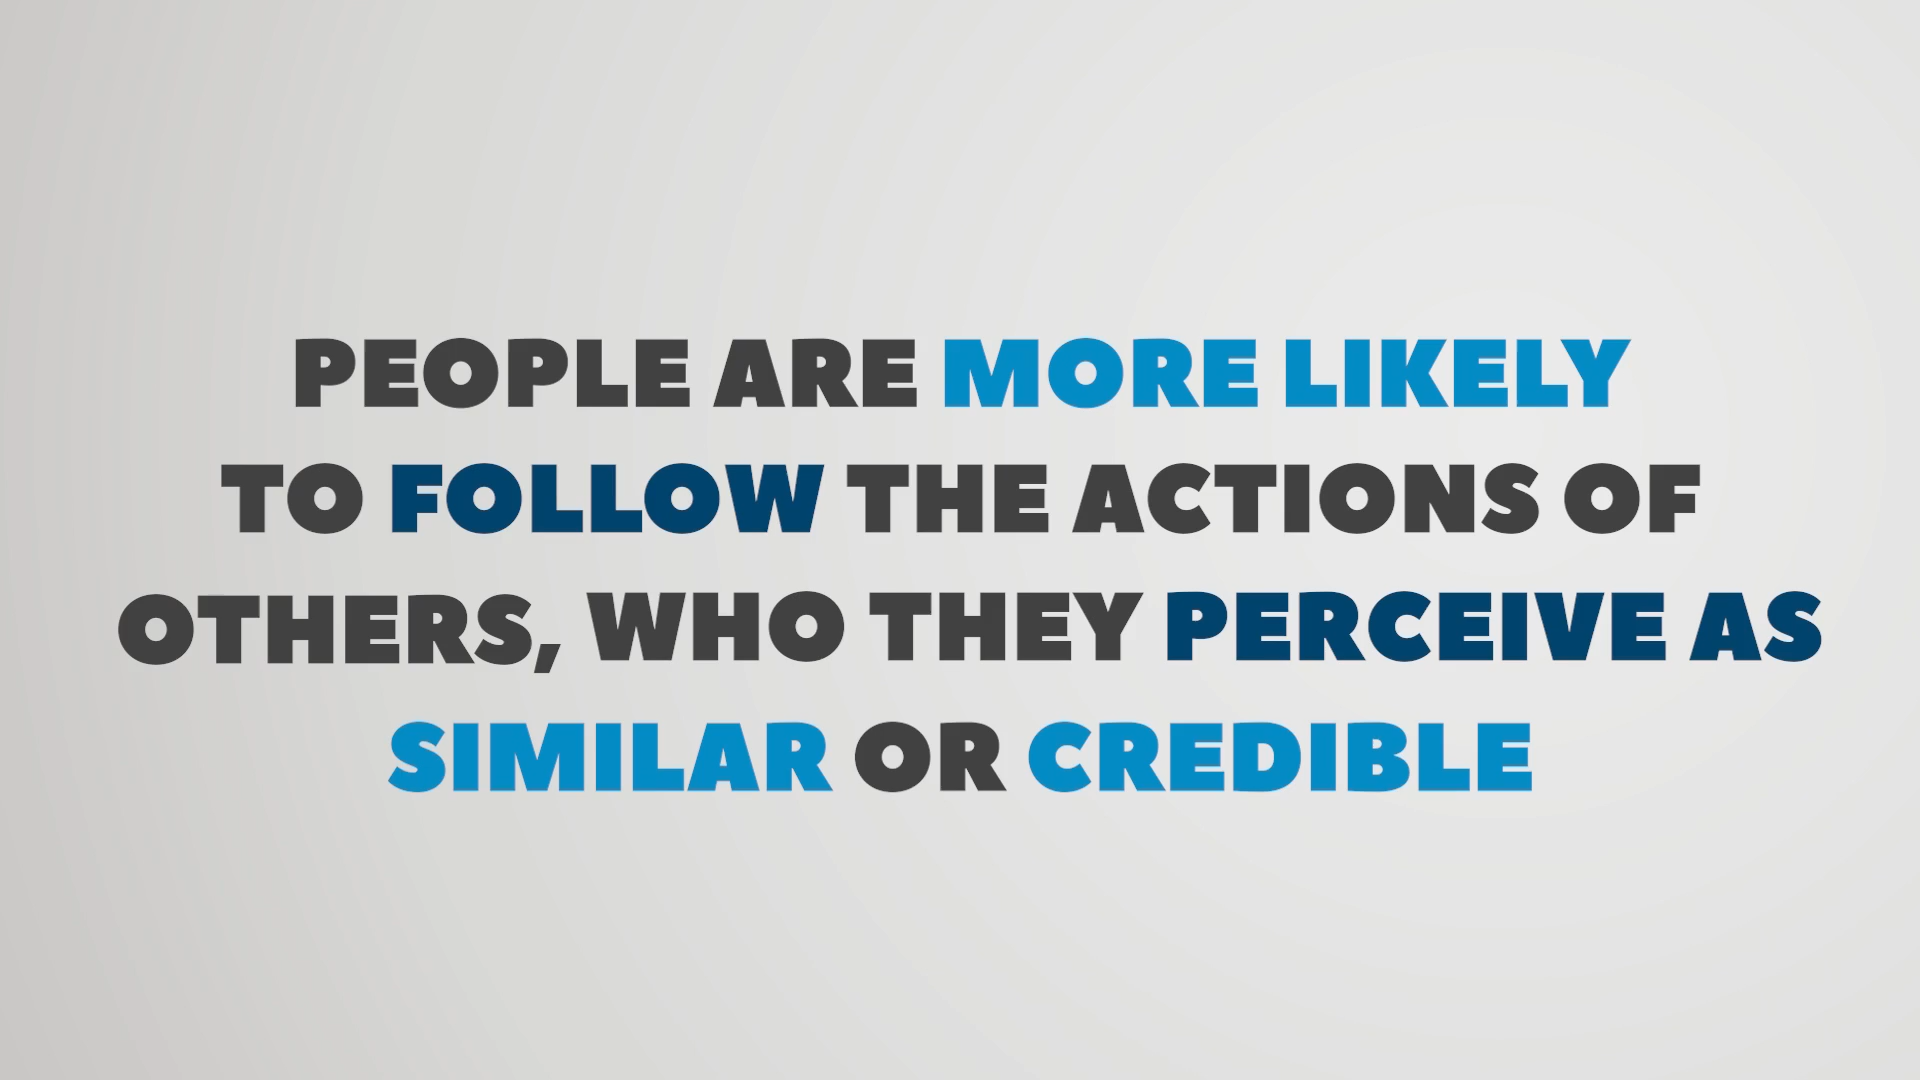 PEOPLE ARE MORE LIKELY
TO FOLLOW THE ACTIONS OF
OTHERS, WHO THEY PERCEIVE AS
SIMILAR OR CREDIBLE